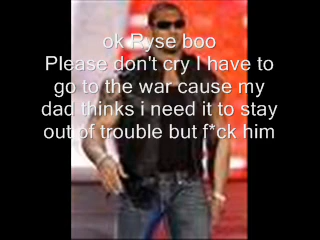 ok Ryse boo
Please don't cry I have to
go to the war cause my
dad thinks i need it to stay
out of trouble but f*ck him